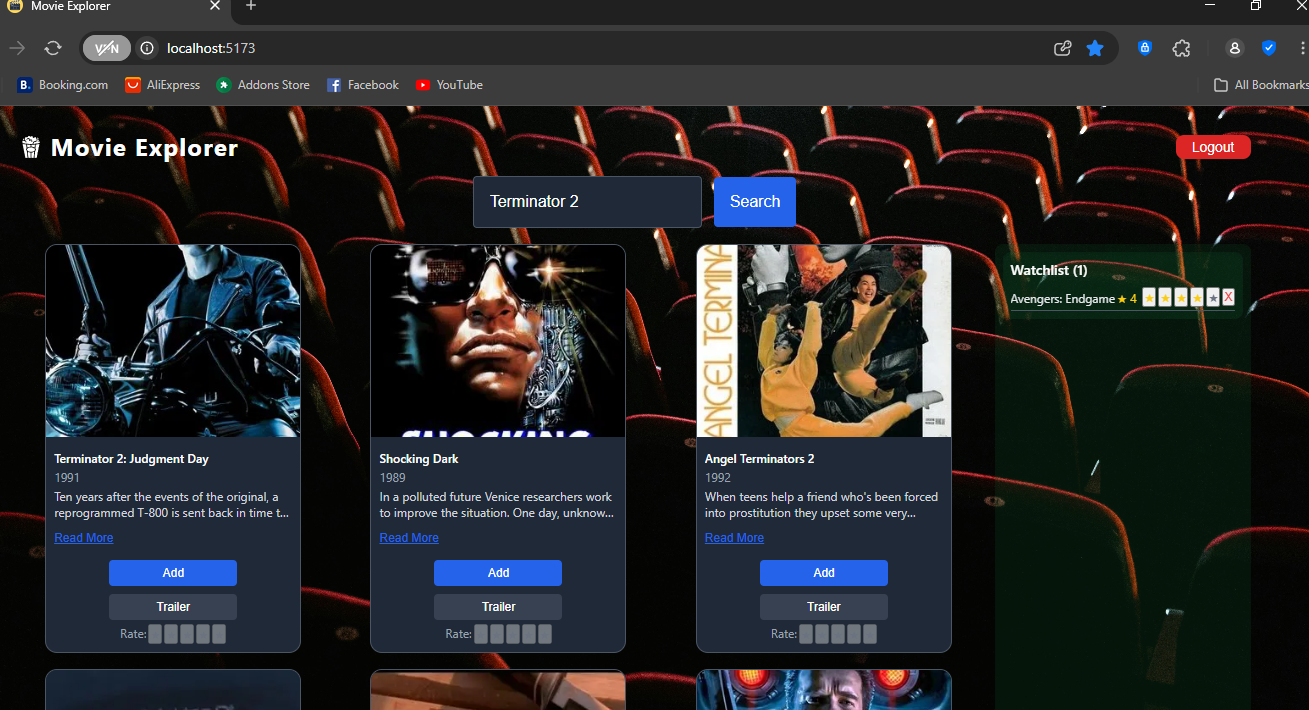 Movie Explorer
VPN
localhost:5173
B. Booking.com AliExpress Addons Store Facebook YouTube All Bookmarks
Movie Explorer
Logout
Terminator 2 Search
ANGEL TERMINA
Watchlist (1)
Avengers: Endgame ★ 4 ★ ★ ★ ★ ★ X
Terminator 2: Judgment Day
1991
Ten years after the events of the original, a
reprogrammed T-800 is sent back in time t...
Read More
Add
Trailer
Rate:
SHOCKING
Shocking Dark
1989
In a polluted future Venice researchers work
to improve the situation. One day, unknow...
Read More
Add
Trailer
Rate:
Angel Terminators 2
1992
When teens help a friend who's been forced
into prostitution they upset some very...
Read More
Add
Trailer
Rate: